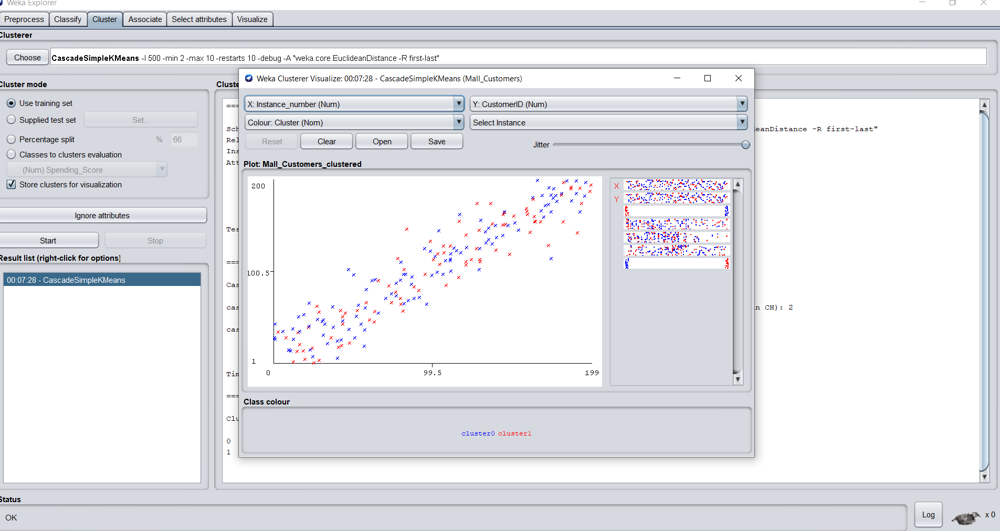 Weka Explorer
Preprocess Classify Cluster Associate Select attributes Visualize
Clusterer
Choose CascadeSimpleKMeans -I 500 -min 2 -max 10 -restarts 10 -debug -A "weka.core.EuclideanDistance -R first-last"
Cluster mode
Use training set
Supplied test set Set...
Percentage split % 66
Classes to clusters evaluation
(Num) Spending_Score
Store clusters for visualization
Ignore attributes
Start Stop
Result list (right-click for options)
00:07:28 - CascadeSimpleKMeans
Cluste
===
Sch
eanDistance -R first-last"
Rel
Ins
Att
Tes
===
Cas
cas
n CH): 2
cas
Tim
===
Clu
0
1
Weka Clusterer Visualize: 00:07:28 - CascadeSimpleKMeans (Mall_Customers)
X: Instance_number (Num) Y: CustomerID (Num)
Colour: Cluster (Nom) Select Instance
Reset Clear Open Save Jitter
Plot: Mall_Customers_clustered
200
100.5
1
0 99.5 199
X
Y
Class colour
cluster0 cluster1
Status
OK
Log x 0